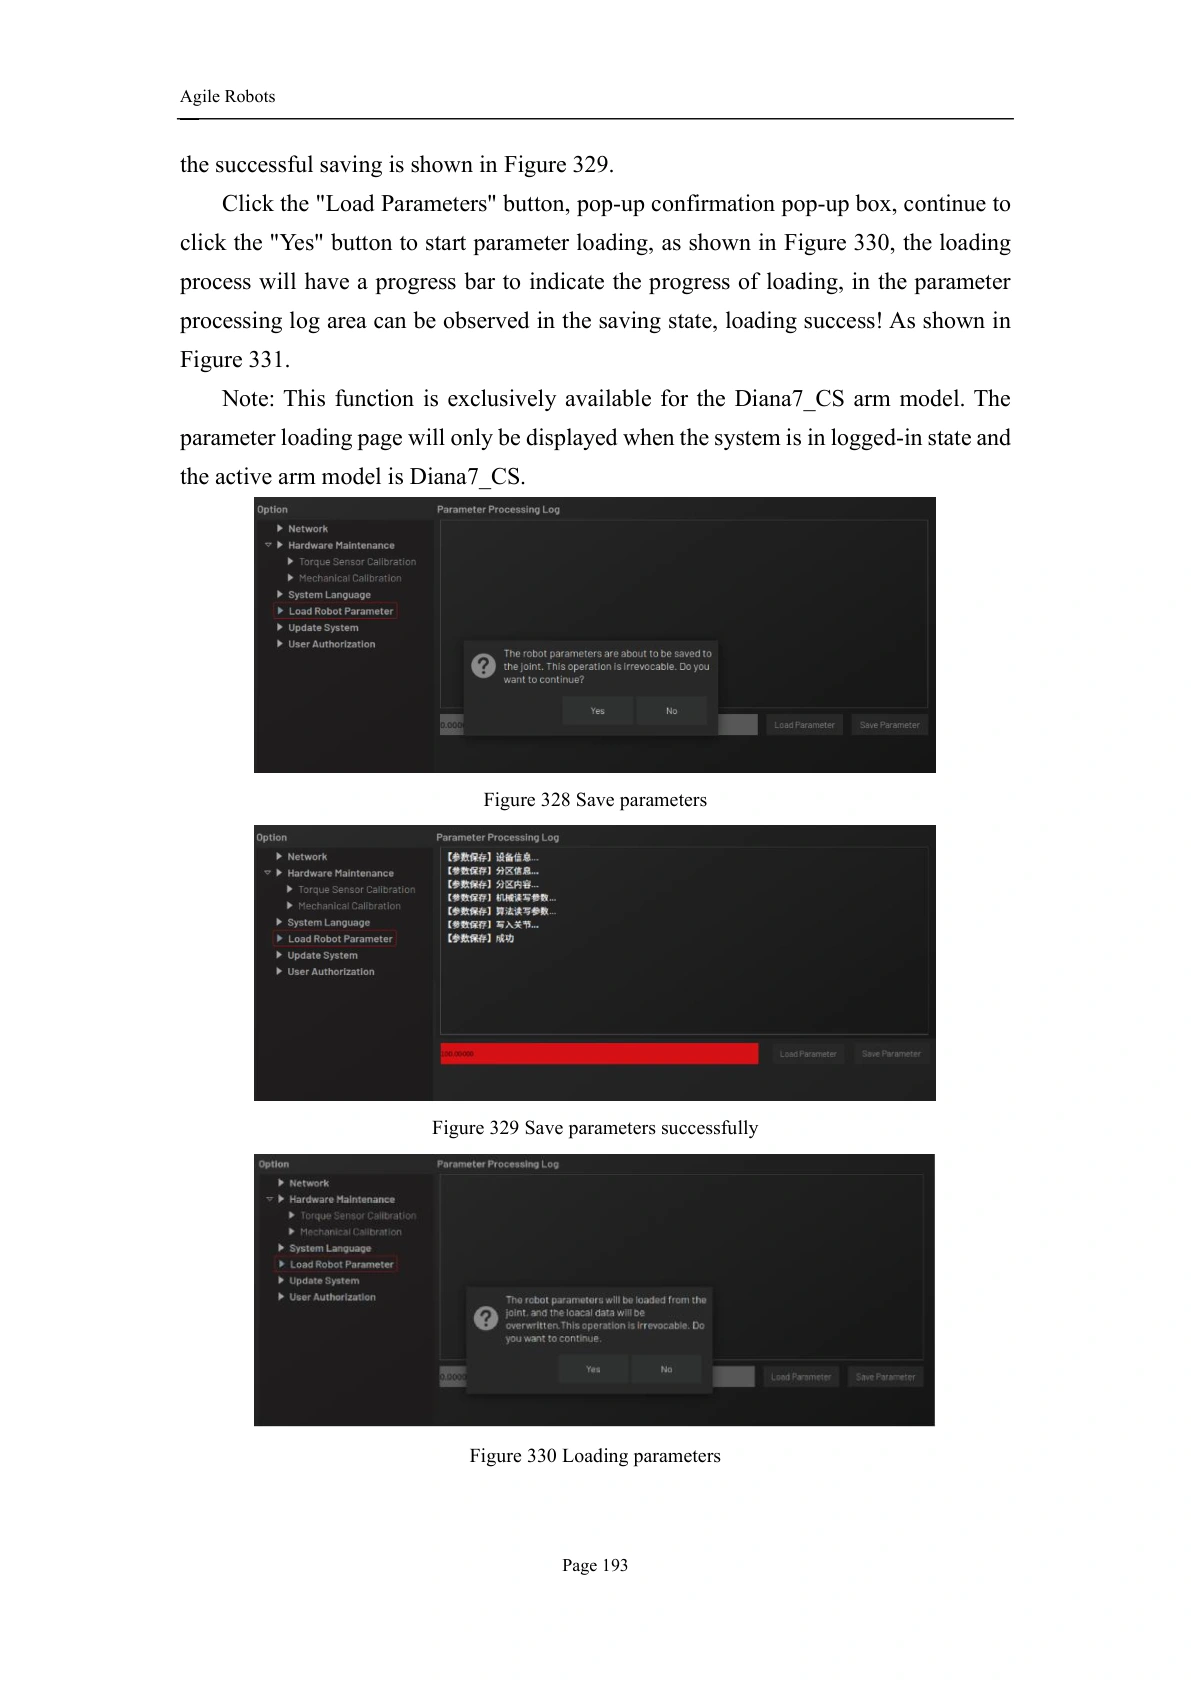 Agile Robots
the successful saving is shown in Figure 329.
Click the "Load Parameters" button, pop-up confirmation pop-up box, continue to
click the "Yes" button to start parameter loading, as shown in Figure 330, the loading
process will have a progress bar to indicate the progress of loading, in the parameter
processing log area can be observed in the saving state, loading success! As shown in
Figure 331.
Note: This function is exclusively available for the Diana7_CS arm model. The
parameter loading page will only be displayed when the system is in logged-in state and
the active arm model is Diana7_CS.
Option
Network
Hardware Maintenance
Torque Sensor Calibration
Mechanical Calibration
System Language
Load Robot Parameter
Update System
User Authorization
Parameter Processing Log
The robot parameters are about to be saved to
the joint. This operation is irrevocable. Do you
want to continue?
Yes No
0.000 Load Parameter Save Parameter
Figure 328 Save parameters
Option
Network
Hardware Maintenance
Torque Sensor Calibration
Mechanical Calibration
System Language
Load Robot Parameter
Update System
User Authorization
Parameter Processing Log
【参数保存】设备信息...
【参数保存】分区信息...
【参数保存】分区内容...
【参数保存】机械读写参数...
【参数保存】算法读写参数...
【参数保存】写入关节...
【参数保存】成功
100.00000 Load Parameter Save Parameter
Figure 329 Save parameters successfully
Option
Network
Hardware Maintenance
Torque Sensor Calibration
Mechanical Calibration
System Language
Load Robot Parameter
Update System
User Authorization
Parameter Processing Log
The robot parameters will be loaded from the
joint. and the loacal data will be
overwritten.This operation is irrevocable. Do
you want to continue.
Yes No
0.0000 Load Parameter Save Parameter
Figure 330 Loading parameters
Page 193